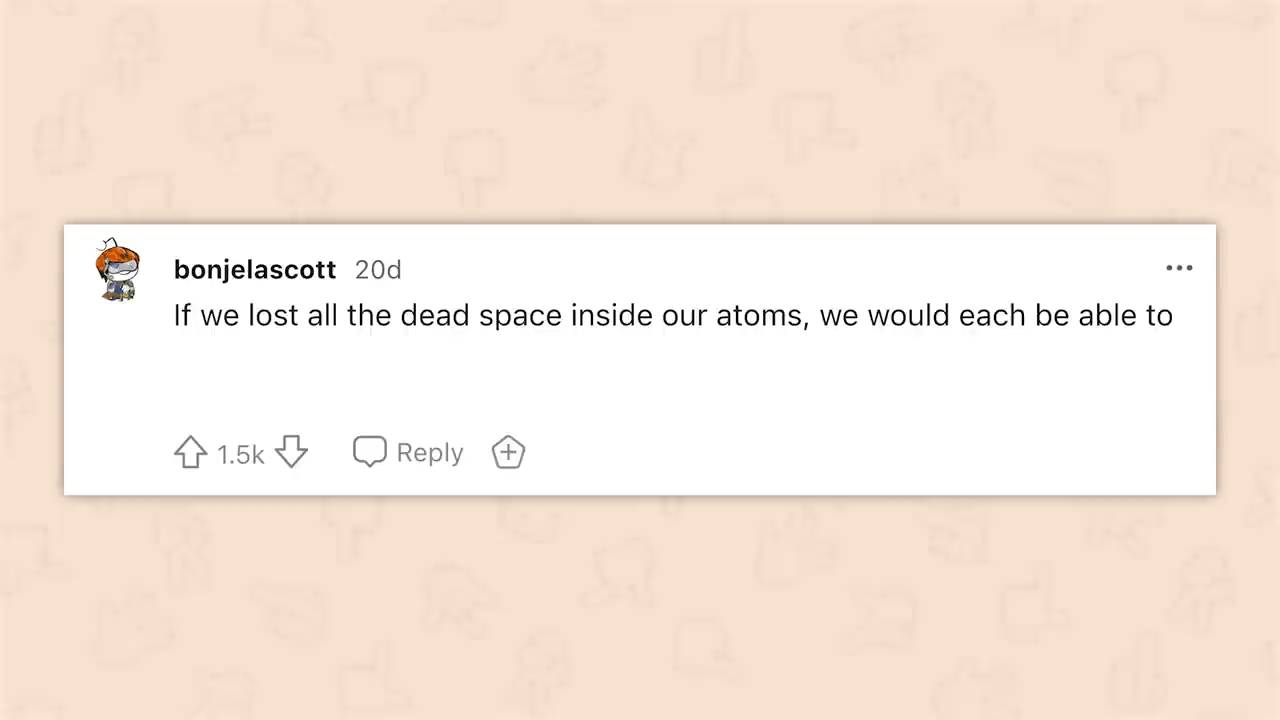 bonjelascott 20d
If we lost all the dead space inside our atoms, we would each be able to
1.5k Reply